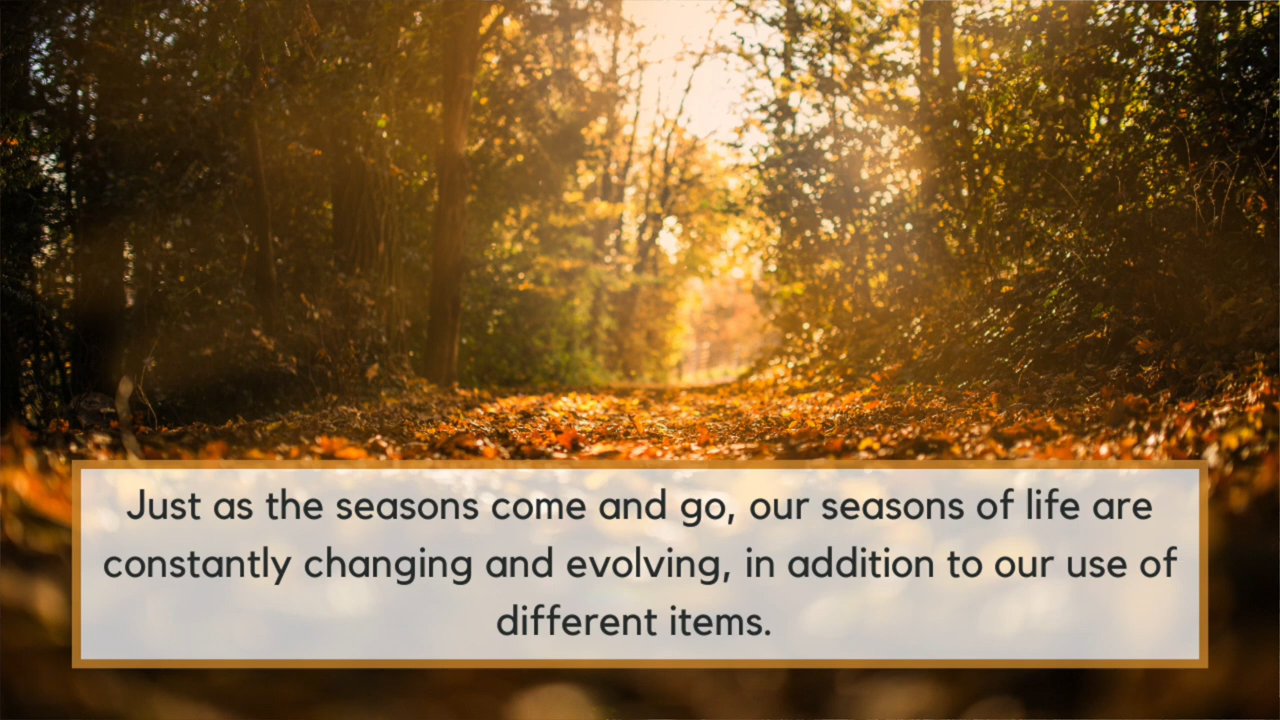 Just as the seasons come and go, our seasons of life are
constantly changing and evolving, in addition to our use of
different items.